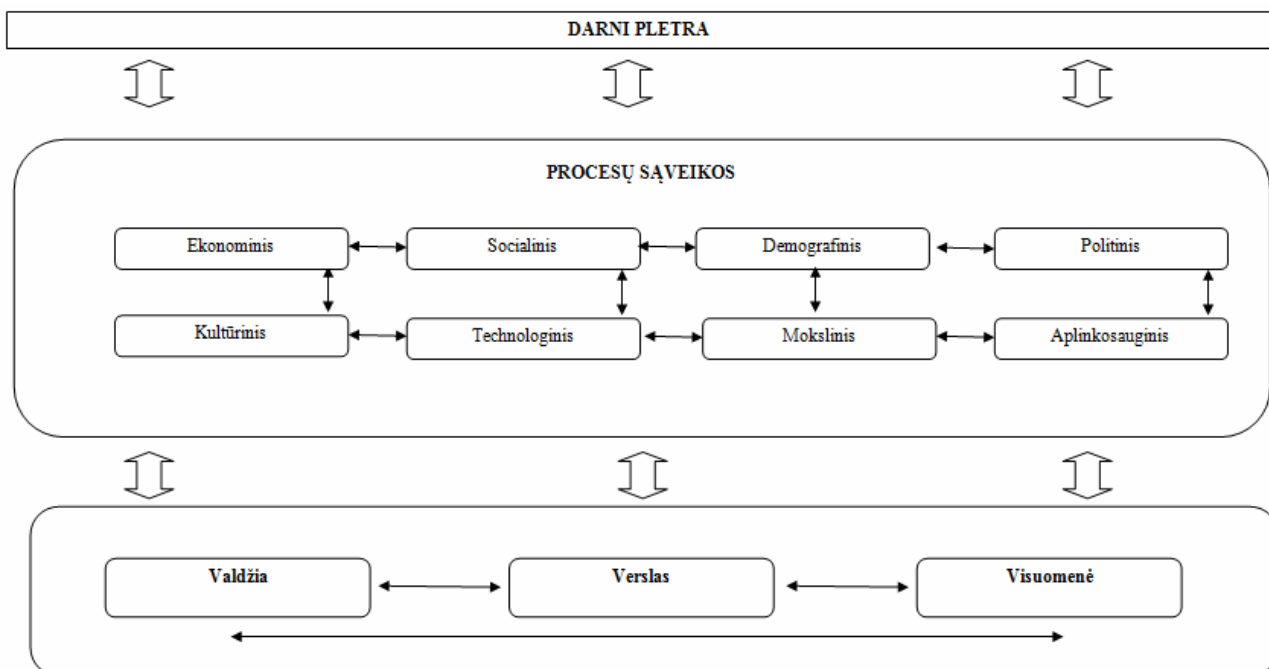 DARNI PLETRA
PROCESŲ SĄVEIKOS
Ekonominis
Socialinis
Demografinis
Politinis
Kultūrinis
Technologinis
Mokslinis
Aplinkosauginis
Valdžia
Verslas
Visuomenė